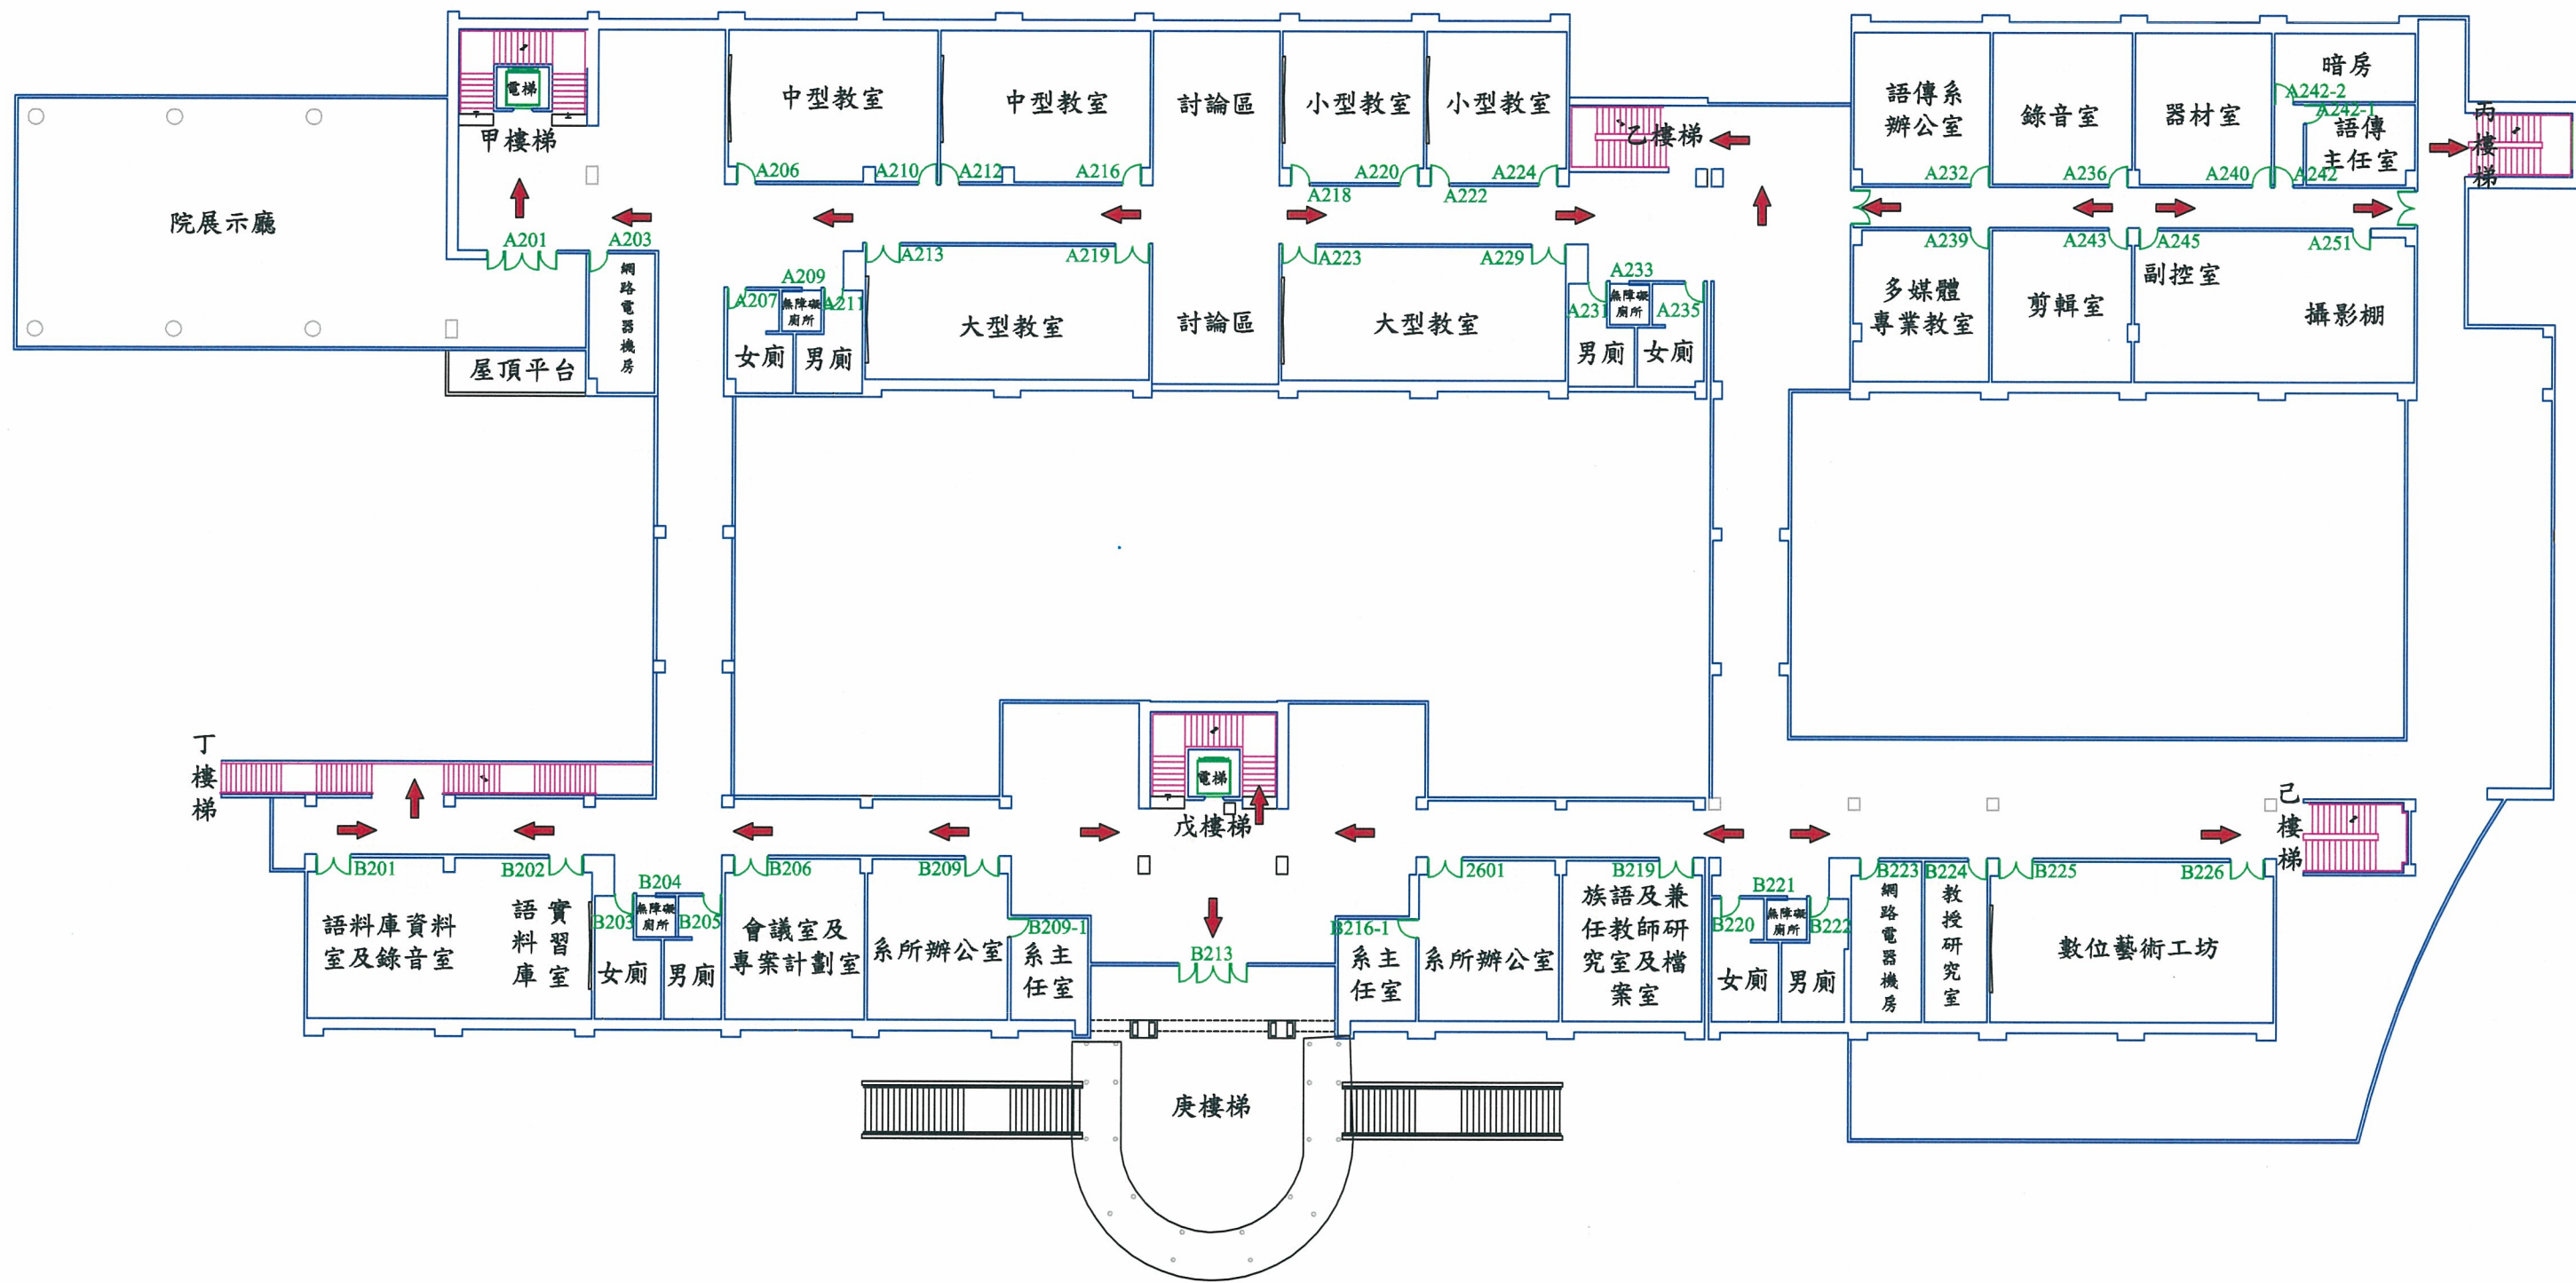 院展示廳
電梯
甲樓梯
A201
A203
網路電器機房
屋頂平台
中型教室
A206
A210
中型教室
A212
A216
討論區
小型教室
A218
A220
小型教室
A222
A224
乙樓梯
A207
A209
無障礙
廁所
A211
女廁
男廁
A213
大型教室
A219
討論區
A223
大型教室
A229
A231
A233
無障礙
廁所
A235
男廁
女廁
語傳系
辦公室
A232
錄音室
A236
器材室
A240
暗房
A242-2
A242-1
語傳
主任室
A242
丙樓梯
A239
多媒體
專業教室
A243
剪輯室
A245
副控室
A251
攝影棚
丁樓梯
電梯
戊樓梯
己樓梯
B201
語料庫資料
室及錄音室
B202
語料庫
實習室
B203
B204
無障礙
廁所
B205
女廁
男廁
B206
會議室及
專案計劃室
B209
系所辦公室
B209-1
系主
任室
B213
B216-1
系主
任室
2601
系所辦公室
B219
族語及兼
任教師研
究室及檔
案室
B220
B221
無障礙
廁所
B222
女廁
男廁
B223
網路電器機房
B224
教授研究室
B225
數位藝術工坊
B226
庚樓梯